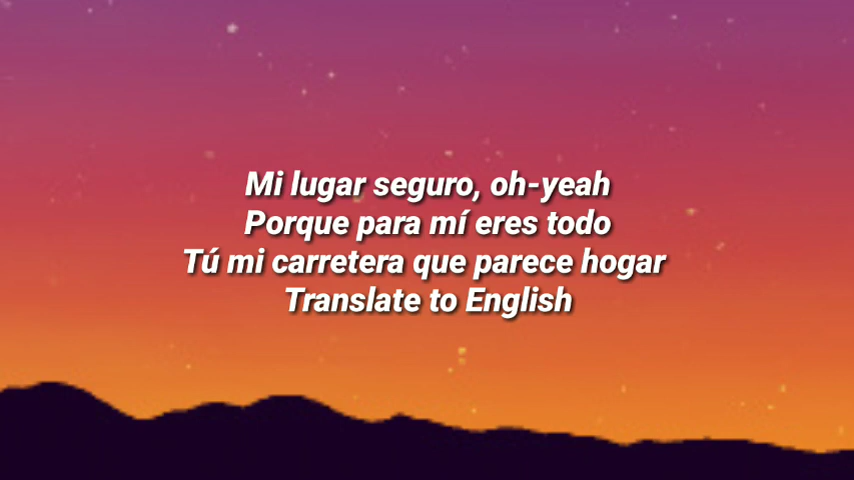 Mi lugar seguro, oh-yeah
Porque para mí eres todo
Tú mi carretera que parece hogar
Translate to English